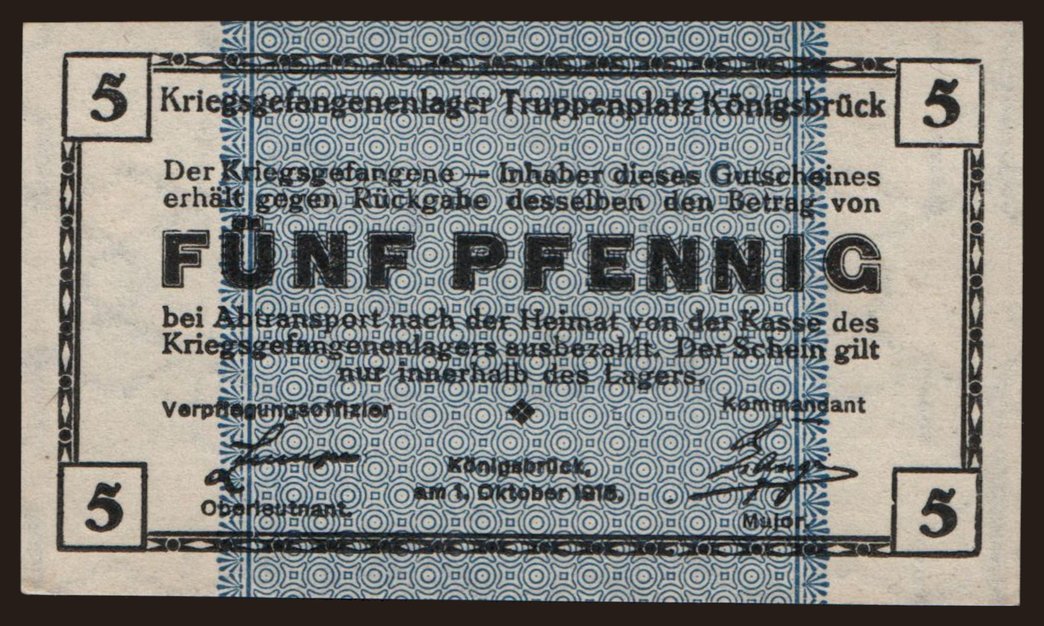 5 5
Kriegsgefangenenlager Truppenplatz Königsbrück
Der Kriegsgefangene — Inhaber dieses Gutscheines
erhält gegen Rückgabe desselben den Betrag von
FÜNF PFENNIG
bei Abtransport nach der Heimat von der Kasse des
Kriegsgefangenenlagers ausbezahlt. Der Schein gilt
nur innerhalb des Lagers.
Verpflegungsoffizier Kommandant
Königsbrück,
am 1. Oktober
Oberleutnant. Major.
5 5